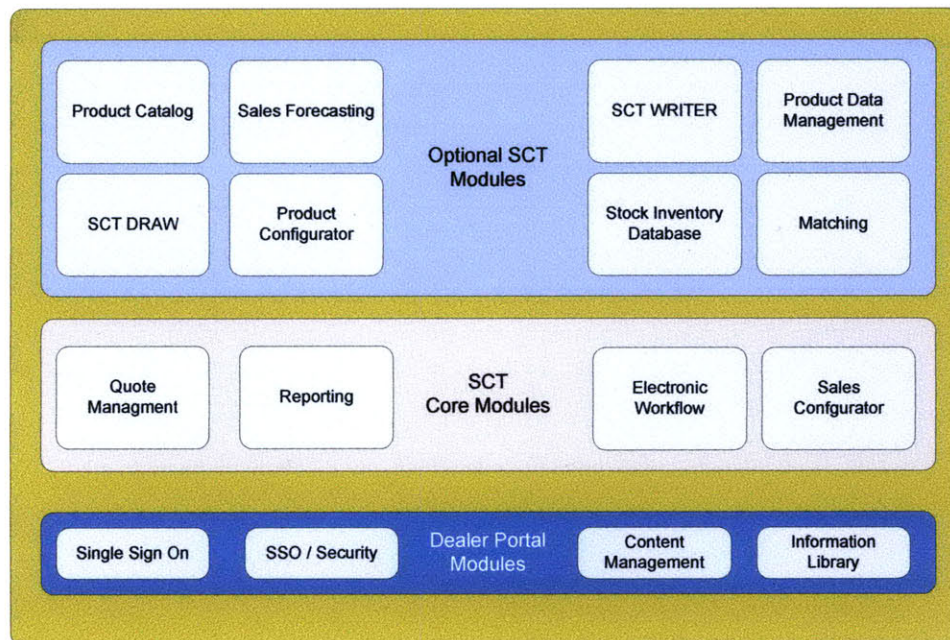 Product Catalog
Sales Forecasting
SCT DRAW
Product
Configurator
Optional SCT
Modules
SCT WRITER
Product Data
Management
Stock Inventory
Database
Matching
Quote
Managment
Reporting
SCT
Core Modules
Electronic
Workflow
Sales
Confgurator
Single Sign On
SSO / Security
Dealer Portal
Modules
Content
Management
Information
Library